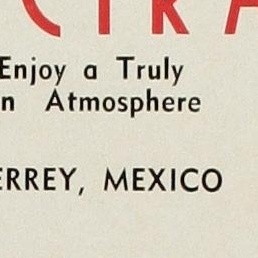 Enjoy a Truly
n Atmosphere
ERREY, MEXICO